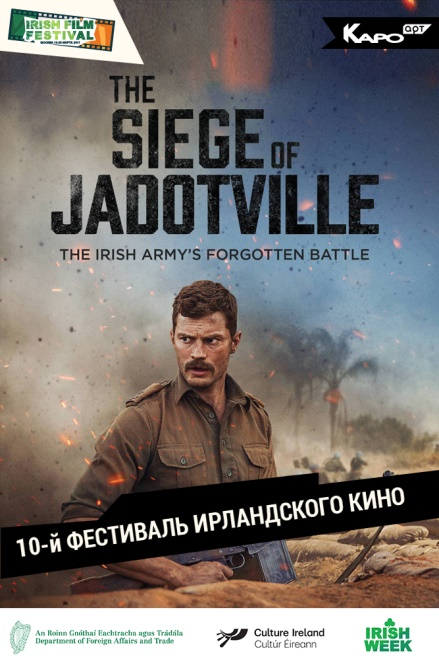 IRISH FILM
FESTIVAL
КАРО АРТ
THE
SIEGE OF
JADOTVILLE
THE IRISH ARMY'S FORGOTTEN BATTLE
10-й ФЕСТИВАЛЬ ИРЛАНДСКОГО КИНО
An Roinn Gnóthaí Eachtracha agus Trádála
Department of Foreign Affairs and Trade
Culture Ireland
Cultúr Éireann
IRISH
WEEK